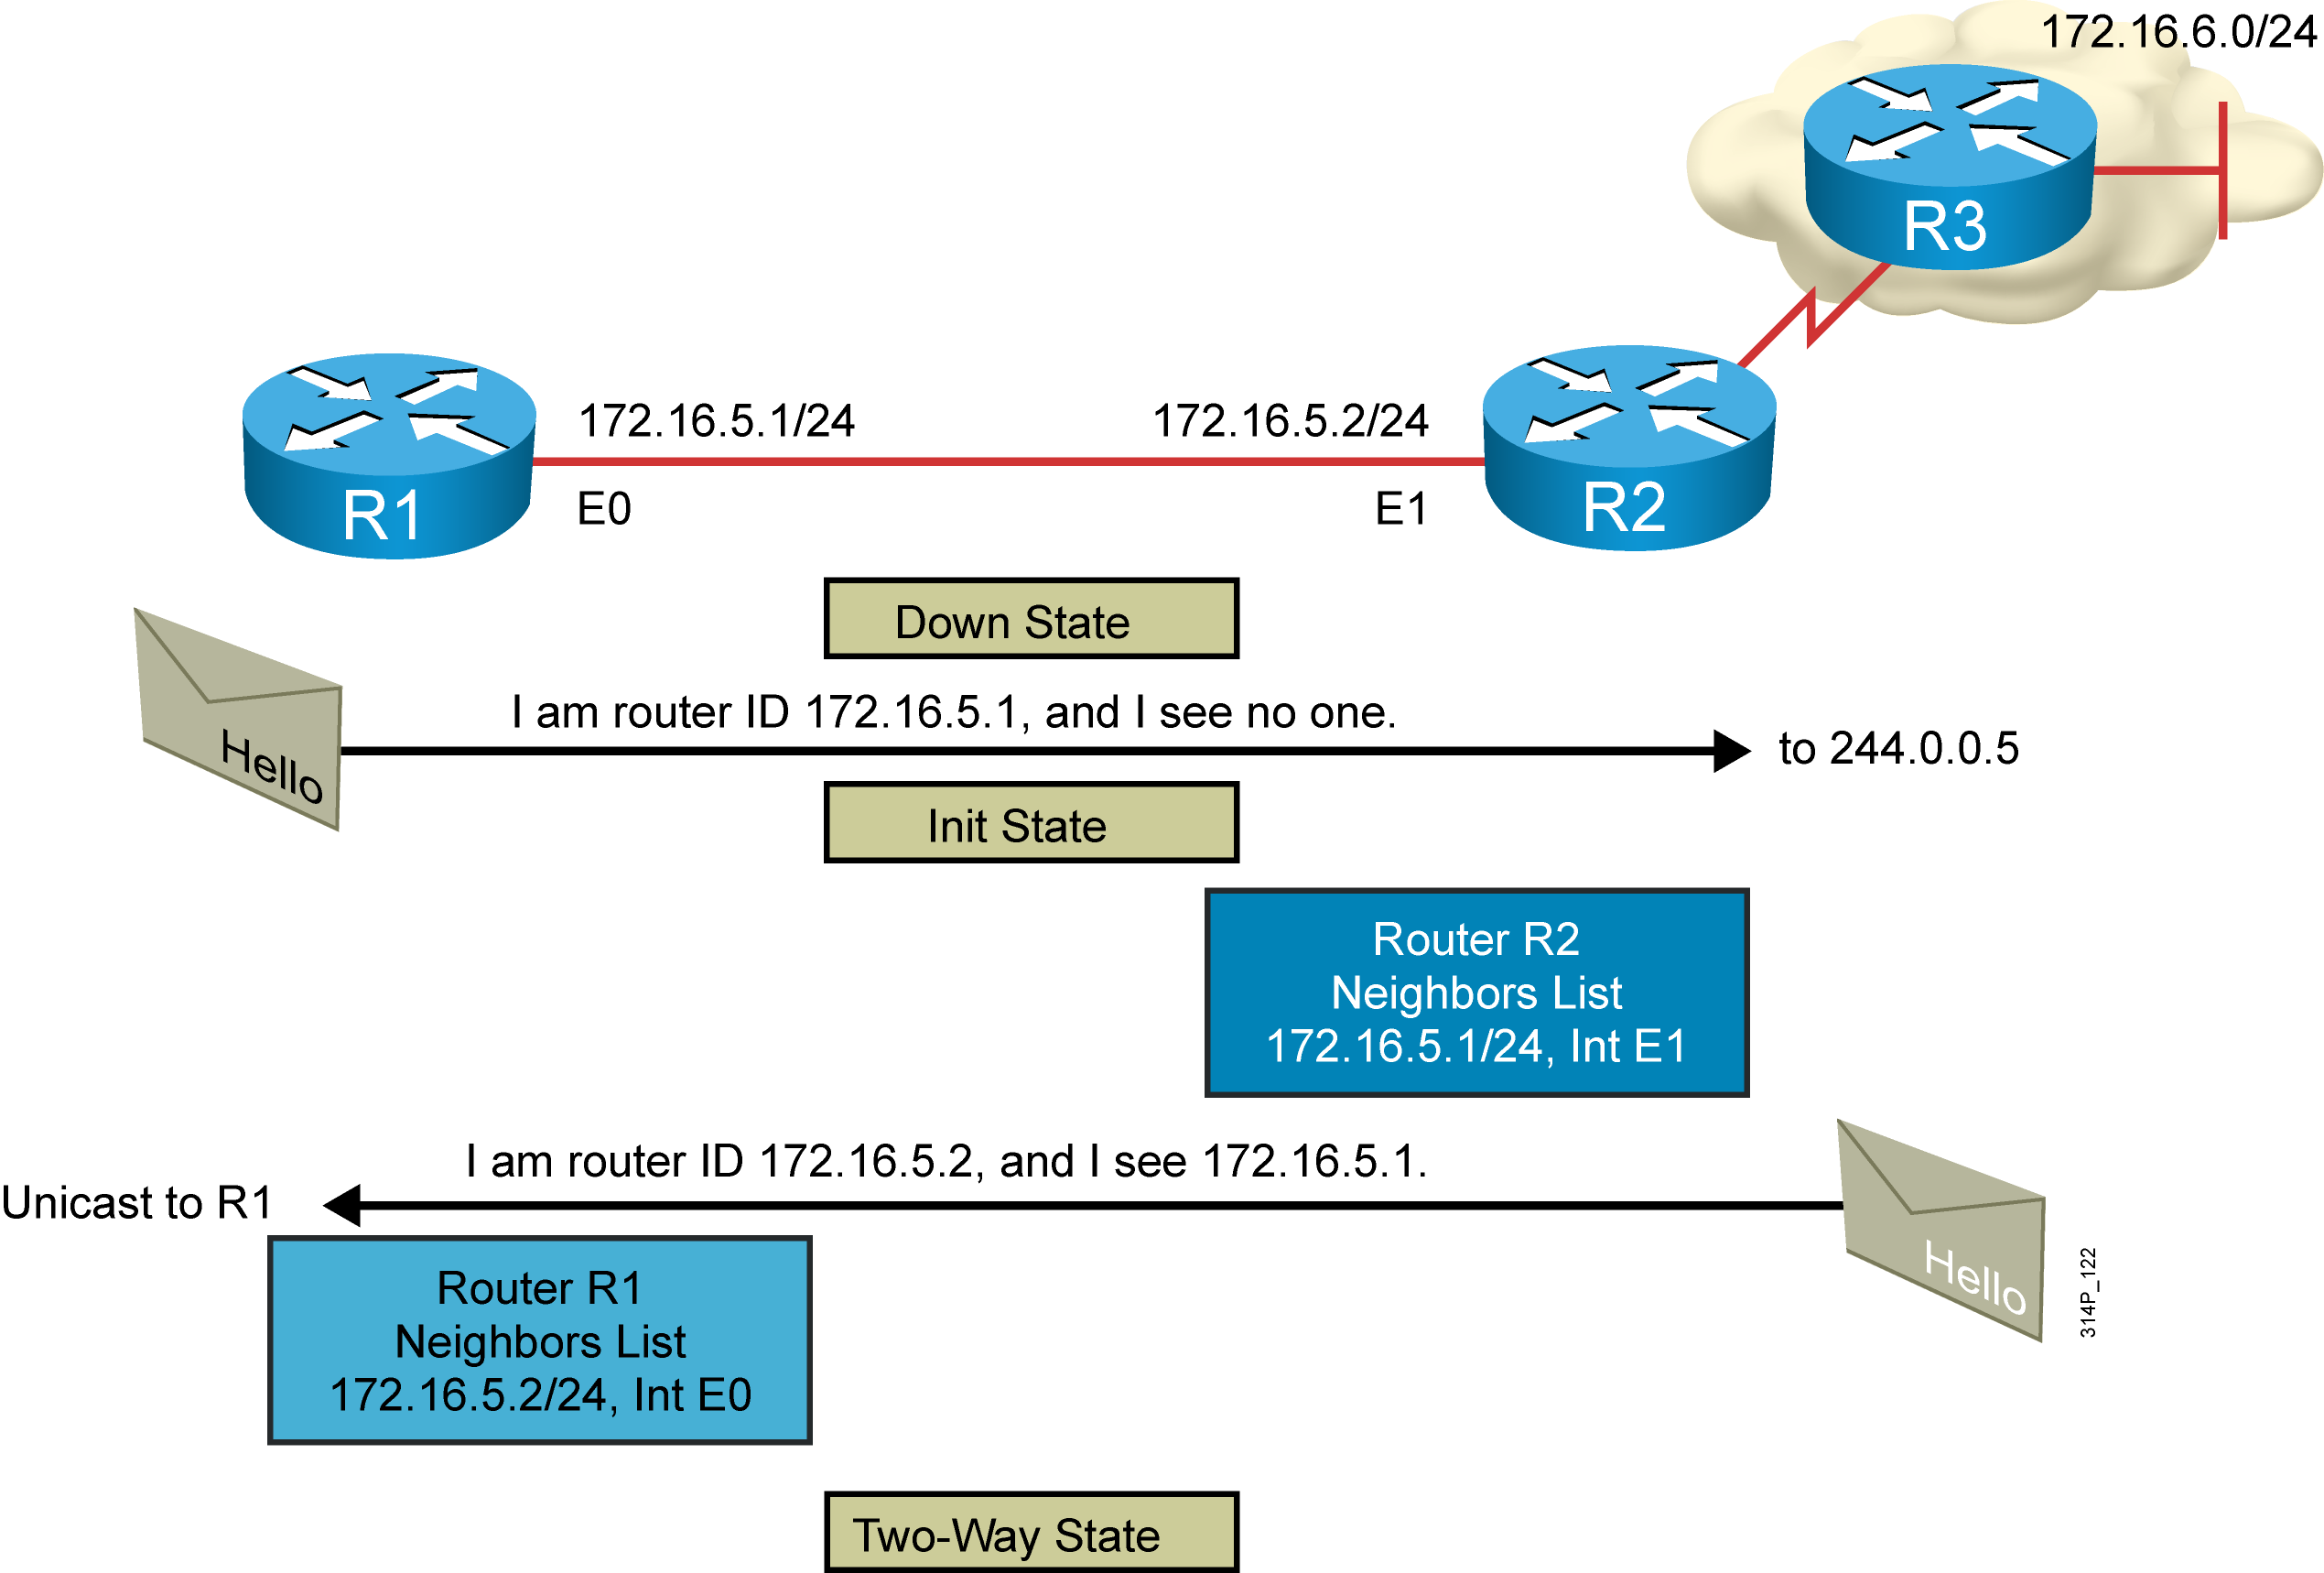 172.16.6.0/24
R3
172.16.5.1/24
172.16.5.2/24
R1
E0
E1
R2
Down State
I am router ID 172.16.5.1, and I see no one.
Hello
to 244.0.0.5
Init State
Router R2
Neighbors List
172.16.5.1/24, Int E1
I am router ID 172.16.5.2, and I see 172.16.5.1.
Unicast to R1
Hello
314P_122
Router R1
Neighbors List
172.16.5.2/24, Int E0
Two-Way State